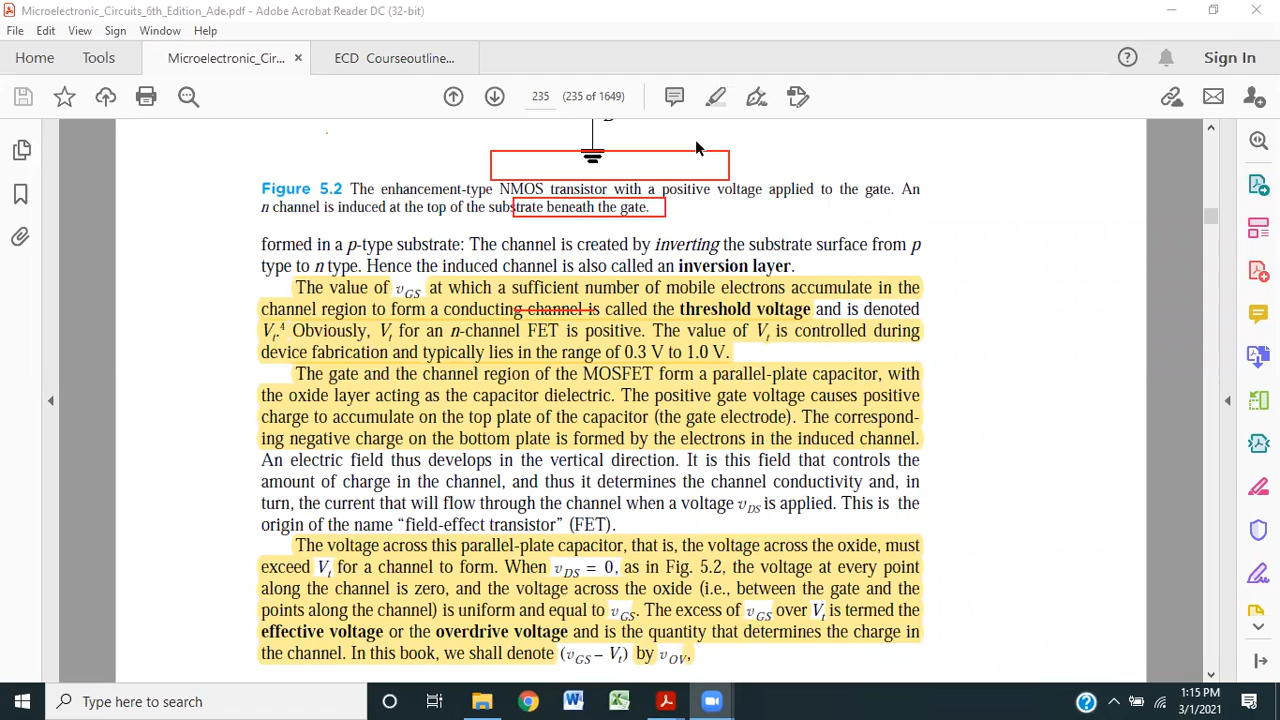 Microelectronic_Circuits_6th_Edition_Ade.pdf - Adobe Acrobat Reader DC (32-bit)
File Edit View Sign Window Help
Home Tools Microelectronic_Cir... × ECD Courseoutline... Sign In
235 (235 of 1649)
Figure 5.2 The enhancement-type NMOS transistor with a positive voltage applied to the gate. An
n channel is induced at the top of the substrate beneath the gate.
formed in a p-type substrate: The channel is created by inverting the substrate surface from p
type to n type. Hence the induced channel is also called an inversion layer.
The value of vGS at which a sufficient number of mobile electrons accumulate in the
channel region to form a conducting channel is called the threshold voltage and is denoted
Vt.4 Obviously, Vt for an n-channel FET is positive. The value of Vt is controlled during
device fabrication and typically lies in the range of 0.3 V to 1.0 V.
The gate and the channel region of the MOSFET form a parallel-plate capacitor, with
the oxide layer acting as the capacitor dielectric. The positive gate voltage causes positive
charge to accumulate on the top plate of the capacitor (the gate electrode). The correspond-
ing negative charge on the bottom plate is formed by the electrons in the induced channel.
An electric field thus develops in the vertical direction. It is this field that controls the
amount of charge in the channel, and thus it determines the channel conductivity and, in
turn, the current that will flow through the channel when a voltage vDS is applied. This is the
origin of the name “field-effect transistor” (FET).
The voltage across this parallel-plate capacitor, that is, the voltage across the oxide, must
exceed Vt for a channel to form. When vDS = 0, as in Fig. 5.2, the voltage at every point
along the channel is zero, and the voltage across the oxide (i.e., between the gate and the
points along the channel) is uniform and equal to vGS. The excess of vGS over Vt is termed the
effective voltage or the overdrive voltage and is the quantity that determines the charge in
the channel. In this book, we shall denote (vGS – Vt) by vOV,
Type here to search
1:15 PM
3/1/2021